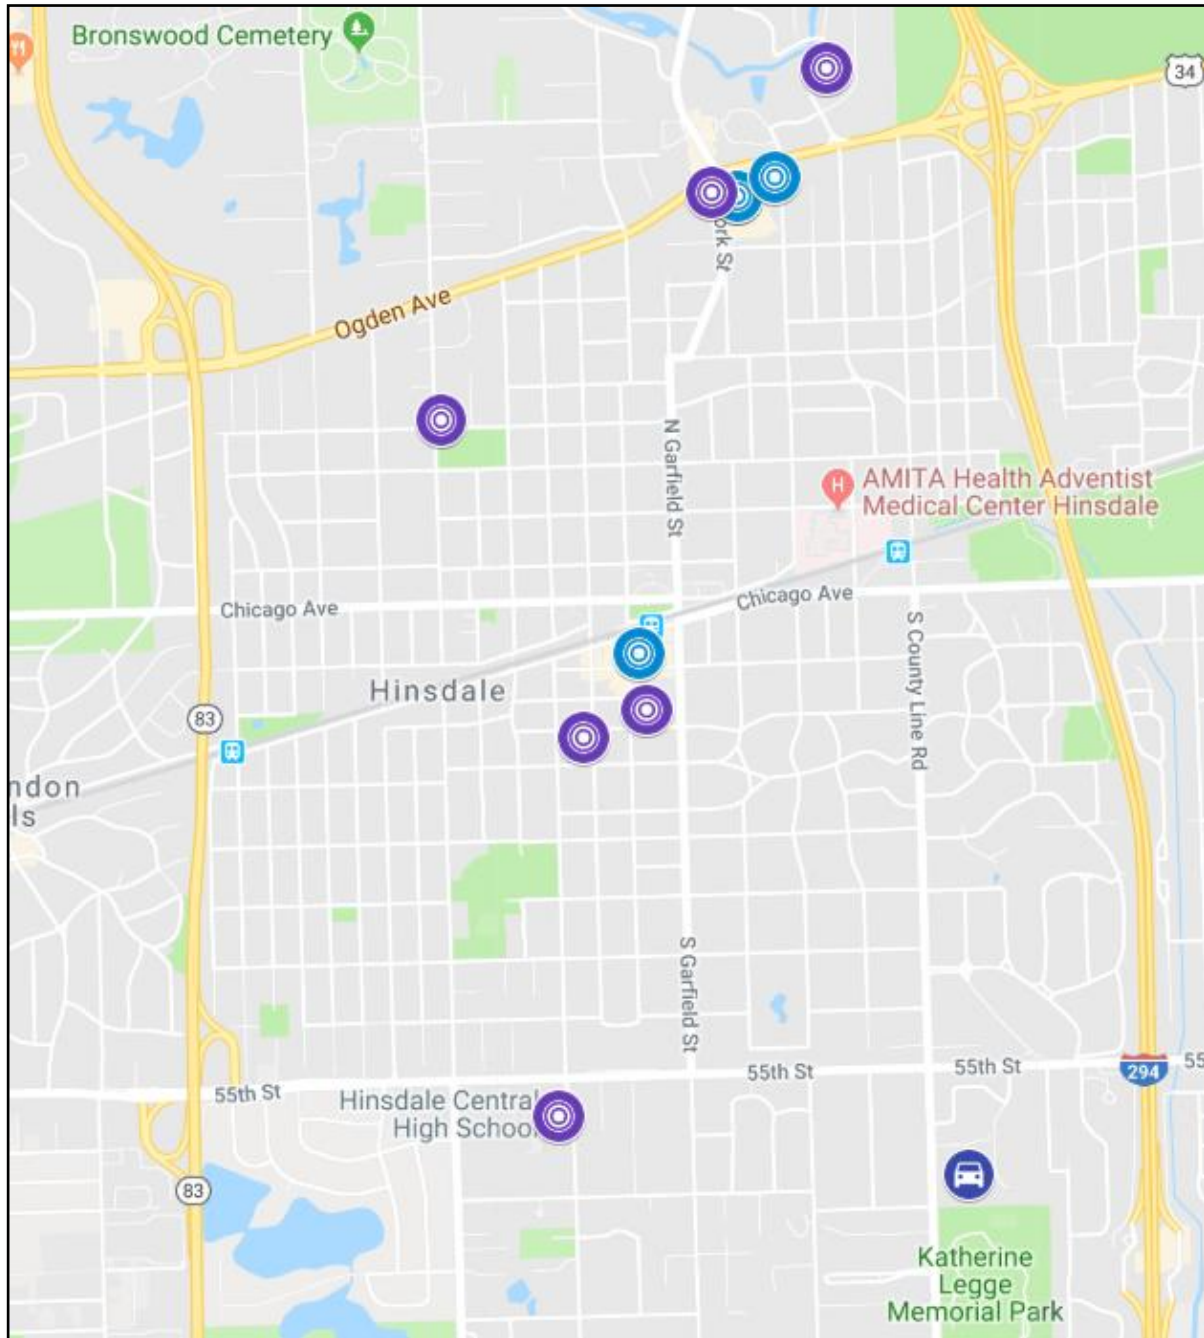 Bronswood Cemetery
34
ork St
Ogden Ave
N Garfield St
AMITA Health Adventist
Medical Center Hinsdale
H
Chicago Ave
Chicago Ave
S County Line Rd
Hinsdale
83
ndon
ls
S Garfield St
55th St
55th St
55th St
55
294
Hinsdale Central
High School
83
Katherine
Legge
Memorial Park